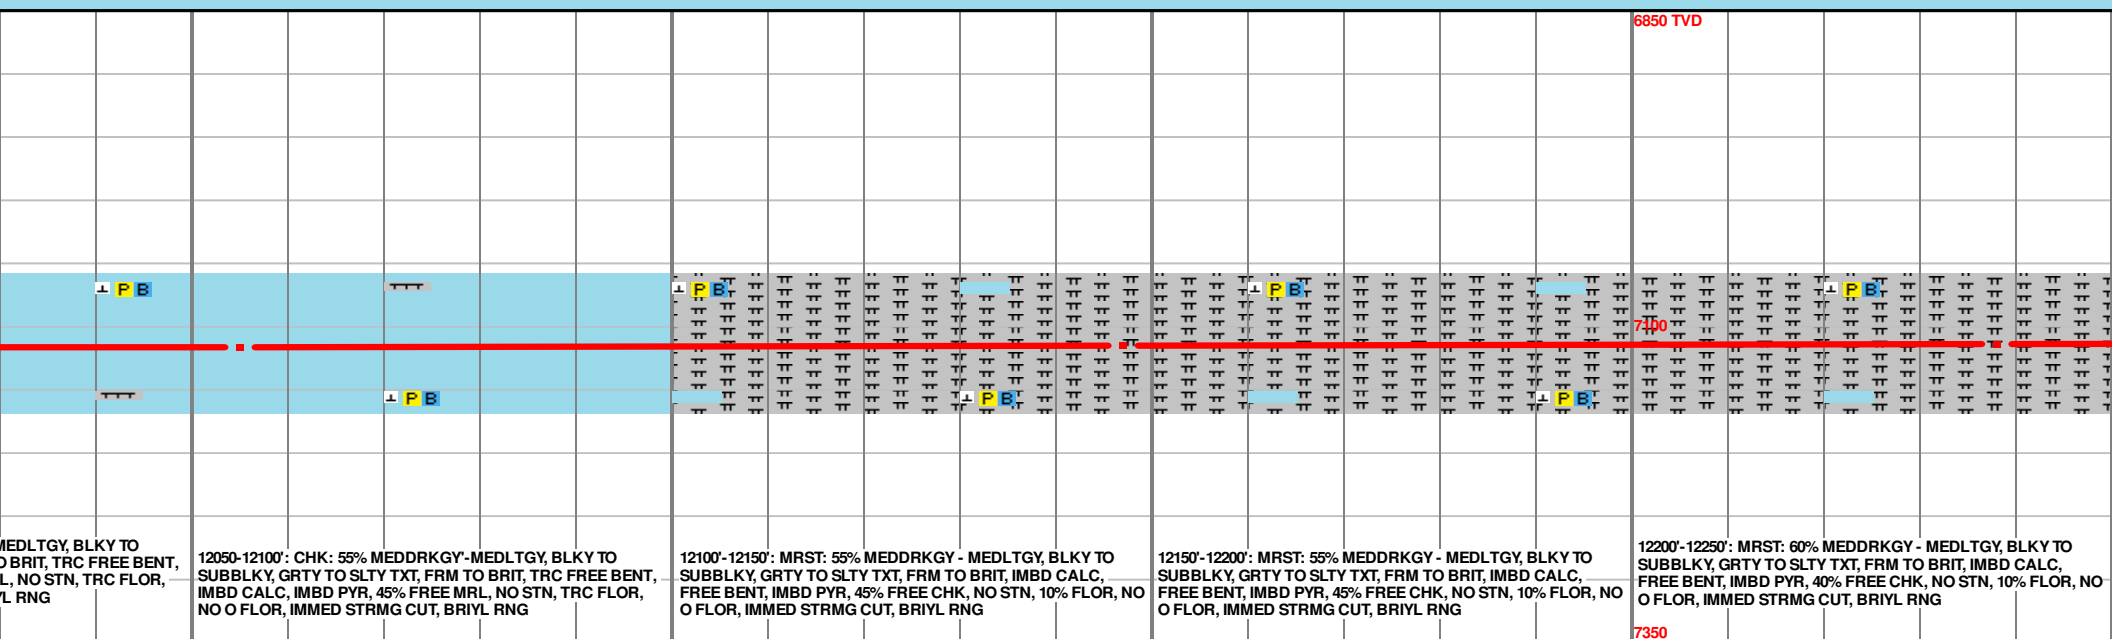 6850 TVD
P B
P B
P B
P B
P B
7100
P B
P B
P B
MEDLTGY, BLKY TO
BRIT, TRC FREE BENT,
NO STN, TRC FLOR,
RNG
12050-12100': CHK: 55% MEDDRKGY'-MEDLTGY, BLKY TO
SUBBLKY, GRTY TO SLTY TXT, FRM TO BRIT, TRC FREE BENT,
IMBD CALC, IMBD PYR, 45% FREE MRL, NO STN, TRC FLOR,
NO O FLOR, IMMED STRMG CUT, BRIYL RNG
12100'-12150': MRST: 55% MEDDRKGY - MEDLTGY, BLKY TO
SUBBLKY, GRTY TO SLTY TXT, FRM TO BRIT, IMBD CALC,
FREE BENT, IMBD PYR, 45% FREE CHK, NO STN, 10% FLOR, NO
O FLOR, IMMED STRMG CUT, BRIYL RNG
12150'-12200': MRST: 55% MEDDRKGY - MEDLTGY, BLKY TO
SUBBLKY, GRTY TO SLTY TXT, FRM TO BRIT, IMBD CALC,
FREE BENT, IMBD PYR, 45% FREE CHK, NO STN, 10% FLOR, NO
O FLOR, IMMED STRMG CUT, BRIYL RNG
12200'-12250': MRST: 60% MEDDRKGY - MEDLTGY, BLKY TO
SUBBLKY, GRTY TO SLTY TXT, FRM TO BRIT, IMBD CALC,
FREE BENT, IMBD PYR, 40% FREE CHK, NO STN, 10% FLOR, NO
O FLOR, IMMED STRMG CUT, BRIYL RNG
7350